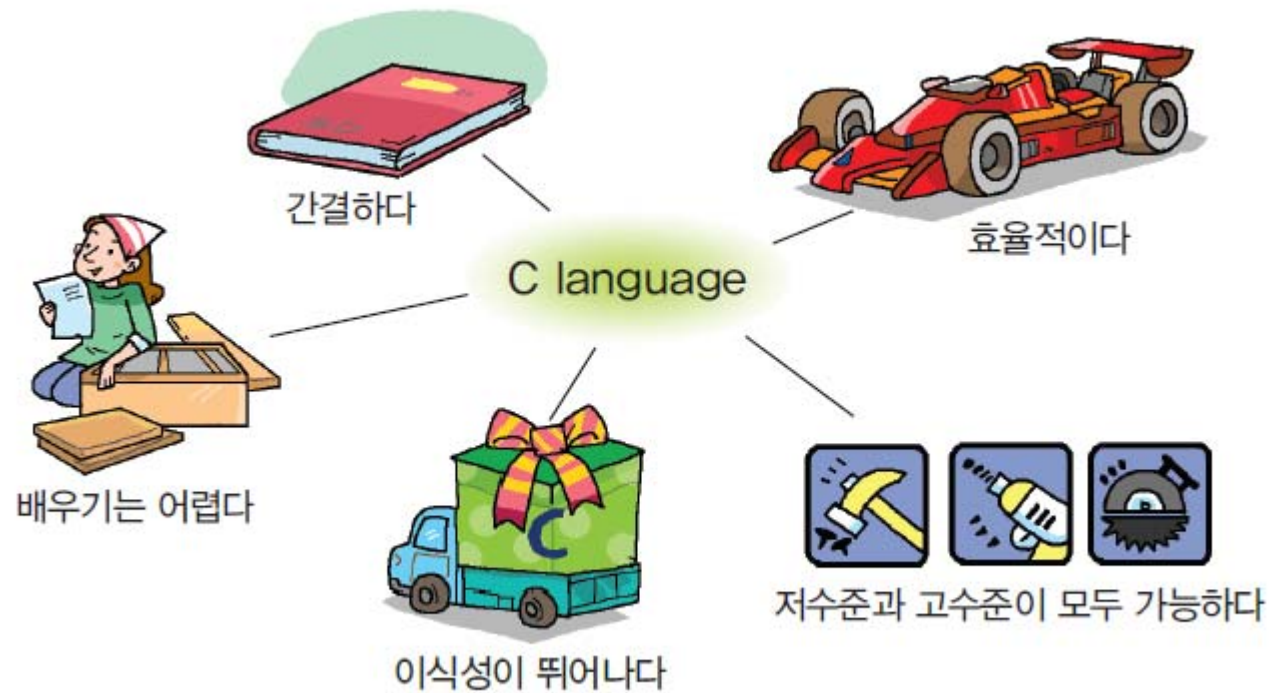 간결하다
효율적이다
C language
배우기는 어렵다
C
저수준과 고수준이 모두 가능하다
이식성이 뛰어나다